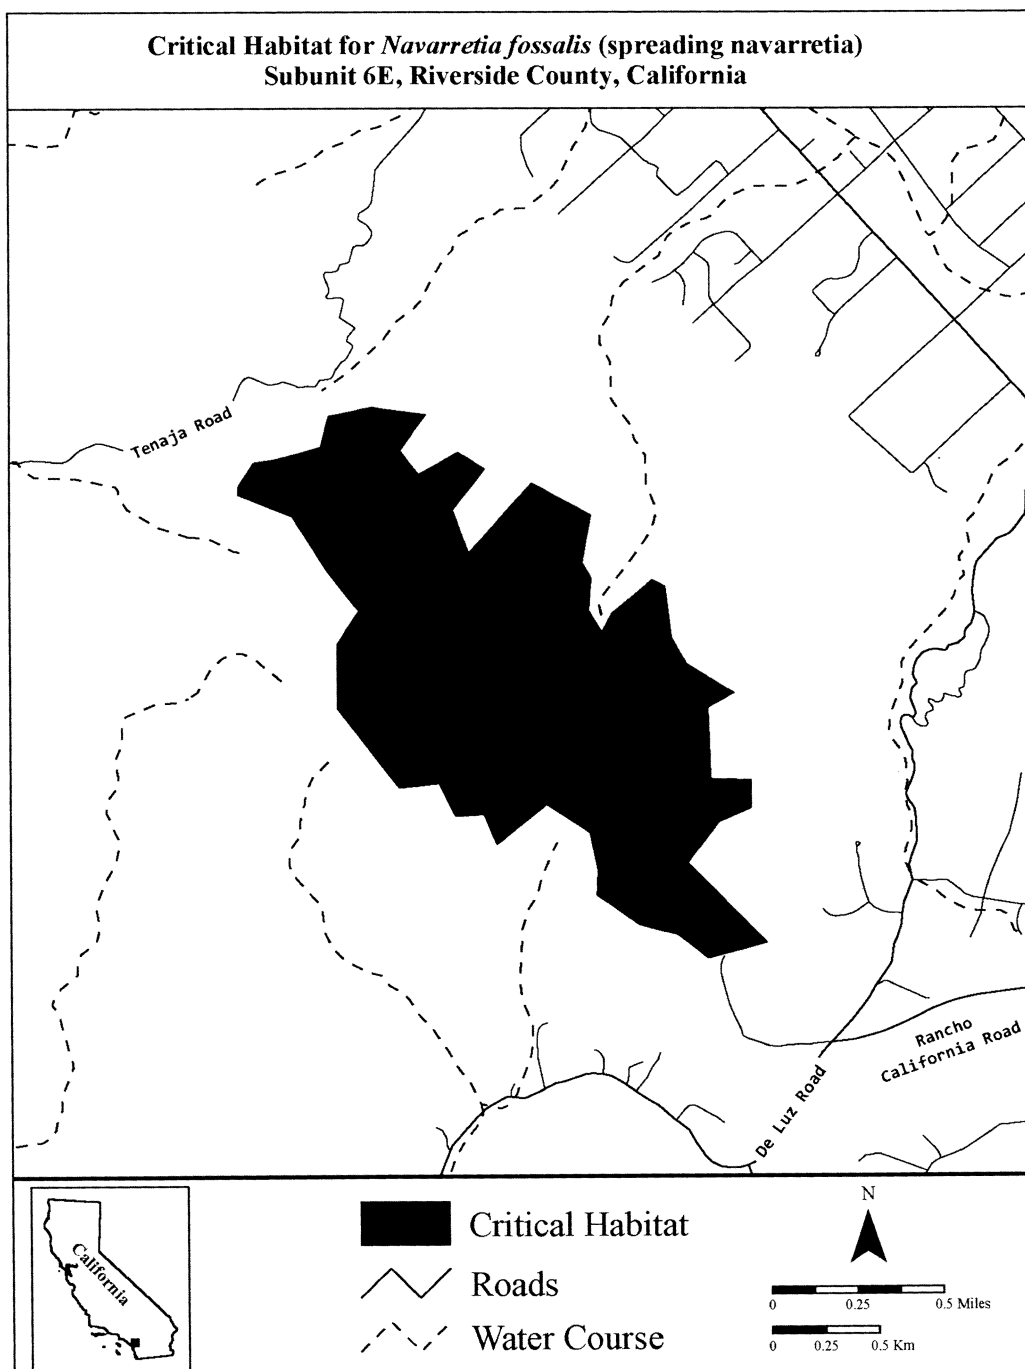 Critical Habitat for Navarretia fossalis (spreading navarretia)
Subunit 6E, Riverside County, California
Tenaja Road
Rancho
California Road
De Luz Road
California
Critical Habitat
Roads
Water Course
N
0 0.25 0.5 Miles
0 0.25 0.5 Km